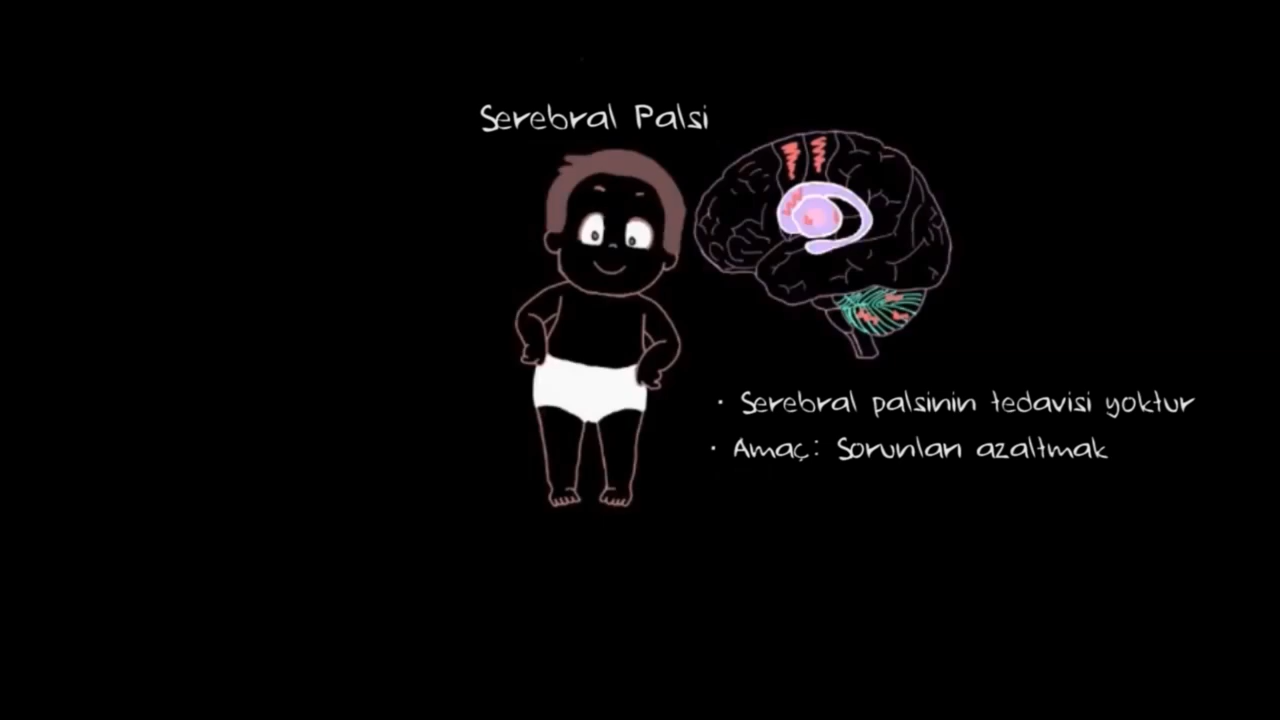 Serebral Palsi
• Serebral palsinin tedavisi yoktur
• Amaç: Sorunları azaltmak